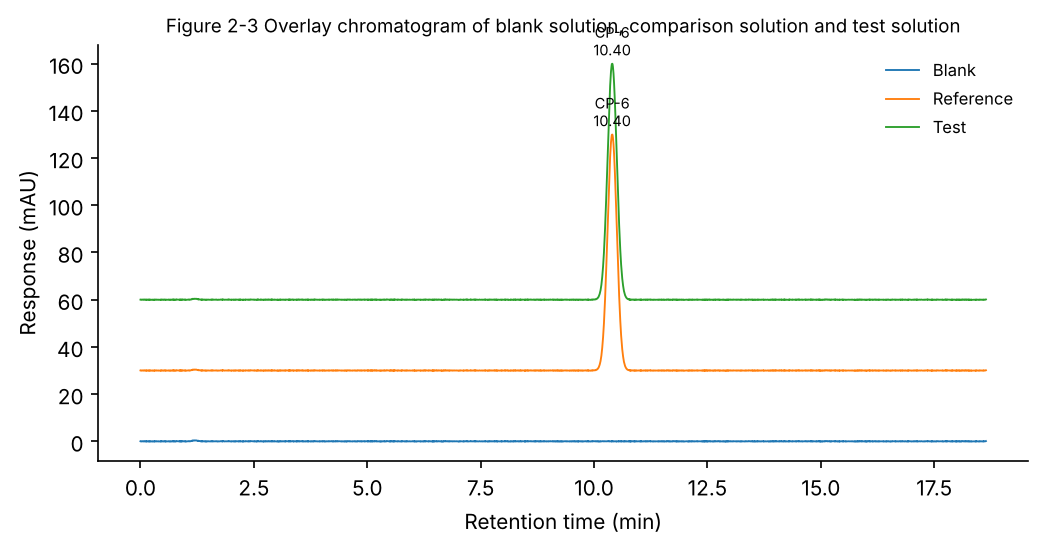 Figure 2-3 Overlay chromatogram of blank solution, comparison solution and test solution
CP-6
10.40
CP-6
10.40
Blank
Reference
Test
Response (mAU)
160
140
120
100
80
60
40
20
0
0.0 2.5 5.0 7.5 10.0 12.5 15.0 17.5
Retention time (min)